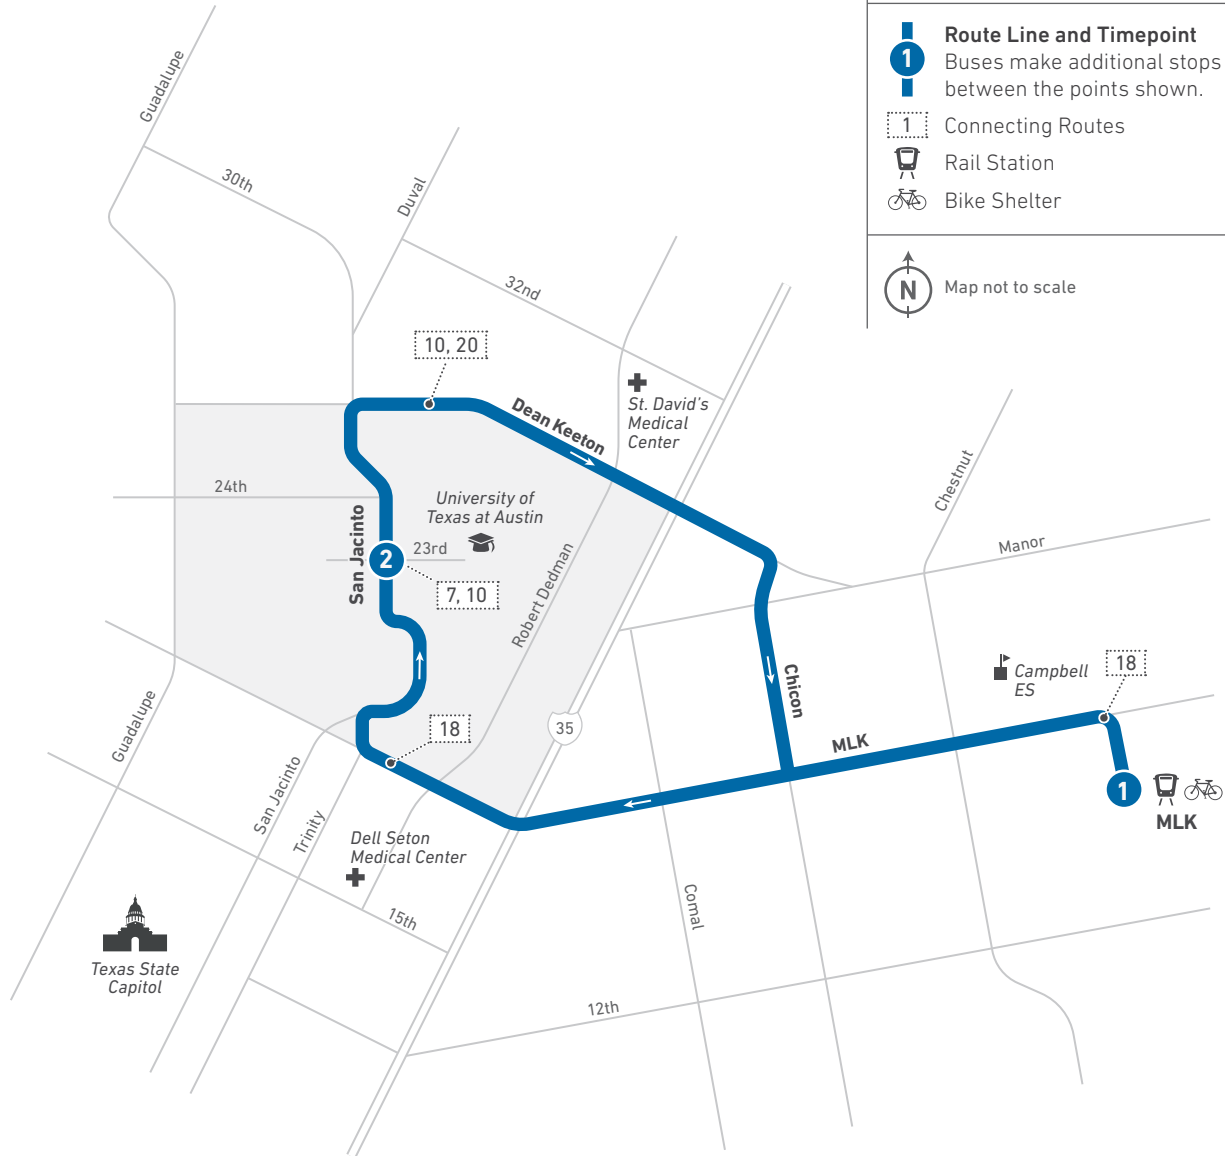 Route Line and Timepoint
1
Buses make additional stops
between the points shown.
1
Connecting Routes
Rail Station
Bike Shelter
N
Map not to scale
Guadalupe
30th
Duval
32nd
10, 20
St. David's
Medical
Center
Dean Keeton
24th
University of
Texas at Austin
San Jacinto
2
23rd
7, 10
Robert Dedman
Chestnut
Manor
Campbell
ES
18
Chicon
MLK
1
MLK
18
35
Guadalupe
San Jacinto
Trinity
Dell Seton
Medical Center
15th
Comal
12th
Texas State
Capitol